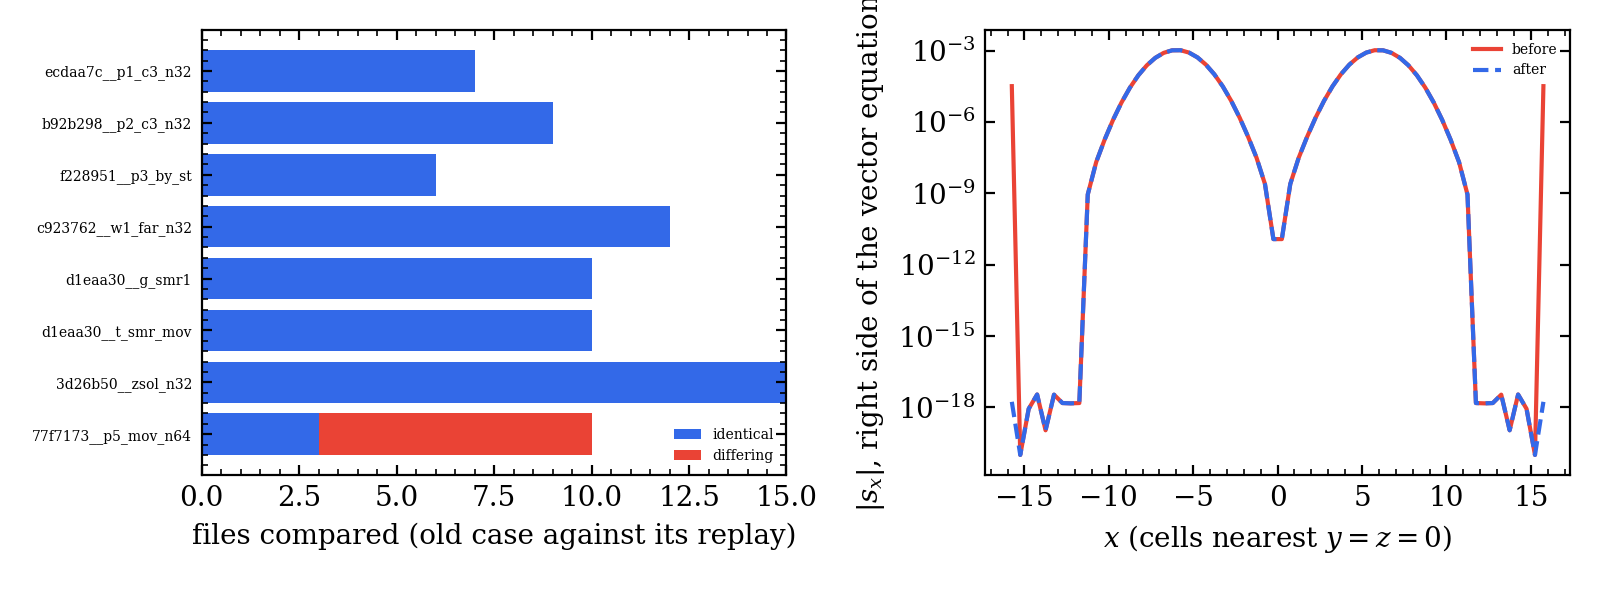 ecdaa7c__p1_c3_n32
b92b298__p2_c3_n32
f228951__p3_by_st
c923762__w1_far_n32
d1eaa30__g_smr1
d1eaa30__t_smr_mov
3d26b50__zsol_n32
77f7173__p5_mov_n64
identical
differing
0.0 2.5 5.0 7.5 10.0 12.5 15.0
files compared (old case against its replay)
|sₓ|, right side of the vector equation
10⁻³
10⁻⁶
10⁻⁹
10⁻¹²
10⁻¹⁵
10⁻¹⁸
before
after
−15 −10 −5 0 5 10 15
x (cells nearest y = z = 0)